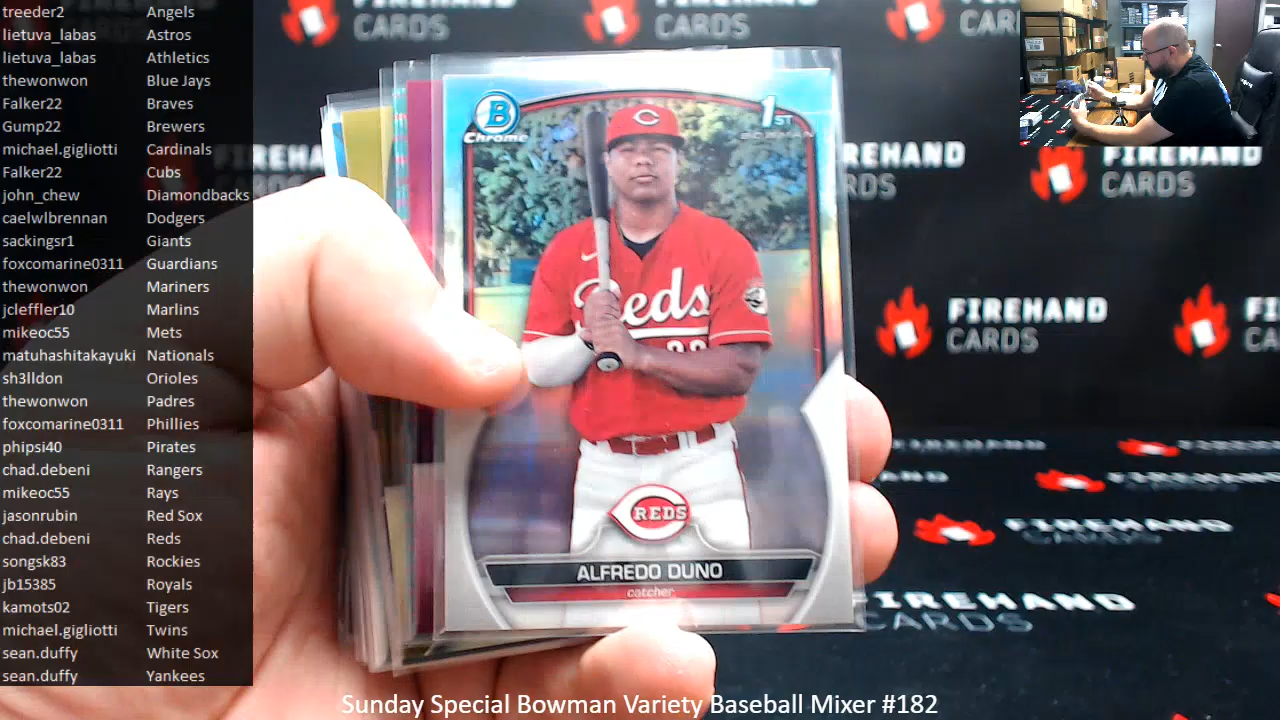 treeder2 Angels
lietuva_labas Astros
lietuva_labas Athletics
thewonwon Blue Jays
Falker22 Braves
Gump22 Brewers
michael.gigliotti Cardinals
Falker22 Cubs
john_chew Diamondbacks
caelwlbrennan Dodgers
sackingsr1 Giants
foxcomarine0311 Guardians
thewonwon Mariners
jcleffler10 Marlins
mikeoc55 Mets
matuhashitakayuki Nationals
sh3lldon Orioles
thewonwon Padres
foxcomarine0311 Phillies
phipsi40 Pirates
chad.debeni Rangers
mikeoc55 Rays
jasonrubin Red Sox
chad.debeni Reds
songsk83 Rockies
jb15385 Royals
kamots02 Tigers
michael.gigliotti Twins
sean.duffy White Sox
sean.duffy Yankees
CARDS
CARDS
B
Chrome
1ST
BOWMAN
C
Reds
REDS
ALFREDO DUNO
catcher
FIREHAND
CARDS
FIREHAND
CARDS
FIREHAND
CARDS
FIREHAND
CARDS
Sunday Special Bowman Variety Baseball Mixer #182